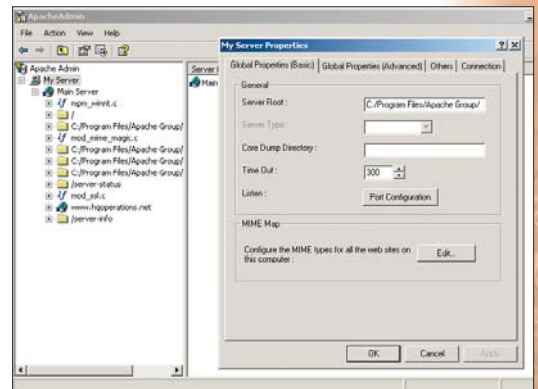 ApacheAdmin
File Action View Help
Apache Admin
My Server
Main Server
mpm_winnt.c
/
C:/Program Files/Apache Group/
mod_mime_magic.c
C:/Program Files/Apache Group/
C:/Program Files/Apache Group/
C:/Program Files/Apache Group/
/server-status
mod_ssl.c
www.hqoperations.net
/server-info
Server
Main
My Server Properties
Global Properties (Basic) Global Properties (Advanced) Others Connection
General
Server Root : C:/Program Files/Apache Group/
Server Type :
Core Dump Directory :
Time Out : 300
Listen : Port Configuration
MIME Map
Configure the MIME types for all the web sites on
this computer : Edit...
OK Cancel Apply